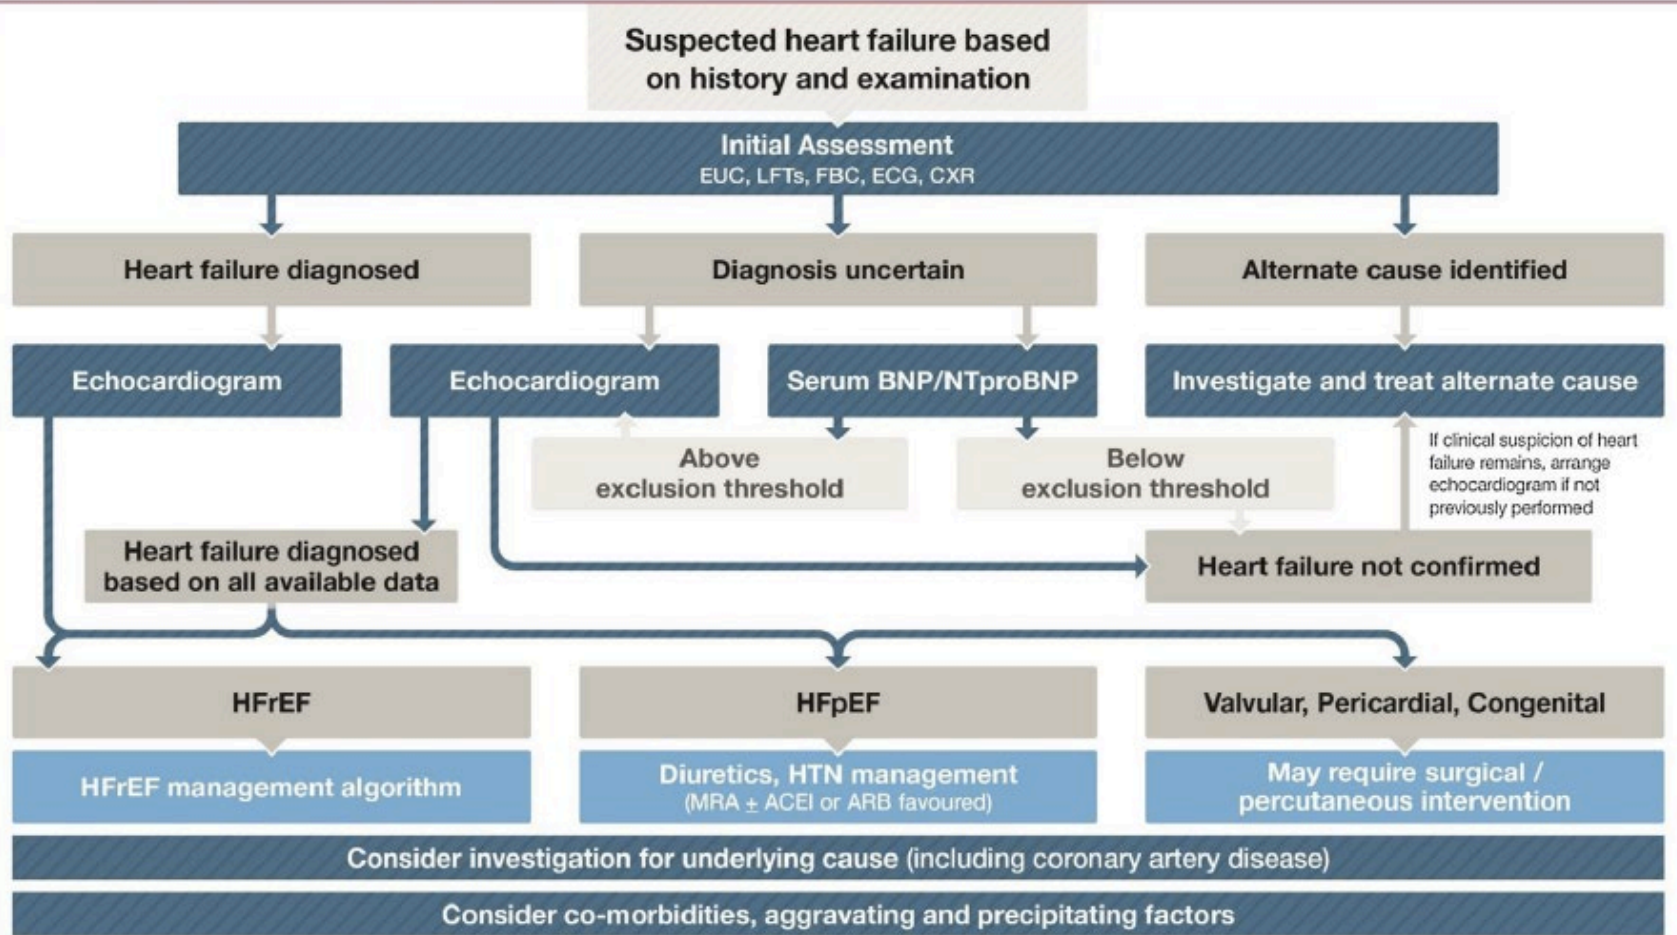 Suspected heart failure based
on history and examination
Initial Assessment
EUC, LFTs, FBC, ECG, CXR
Heart failure diagnosed
Diagnosis uncertain
Alternate cause identified
Echocardiogram
Echocardiogram
Serum BNP/NTproBNP
Investigate and treat alternate cause
Above
exclusion threshold
Below
exclusion threshold
If clinical suspicion of heart
failure remains, arrange
echocardiogram if not
previously performed
Heart failure diagnosed
based on all available data
Heart failure not confirmed
HFrEF
HFpEF
Valvular, Pericardial, Congenital
HFrEF management algorithm
Diuretics, HTN management
(MRA ± ACEI or ARB favoured)
May require surgical /
percutaneous intervention
Consider investigation for underlying cause (including coronary artery disease)
Consider co-morbidities, aggravating and precipitating factors